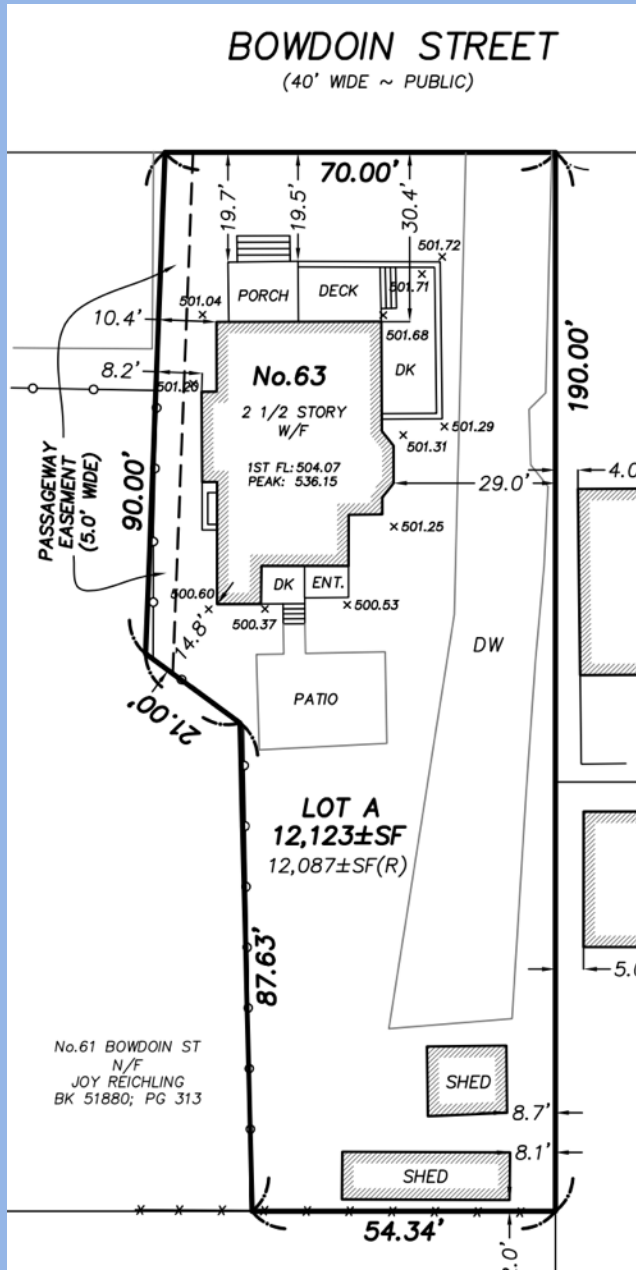 BOWDOIN STREET
(40' WIDE ~ PUBLIC)
70.00'
19.7'
19.5'
30.4'
501.72
501.71
PORCH
DECK
501.04
10.4'
501.68
No.63
2 1/2 STORY
W/F
DK
8.2'
501.20
190.00'
1ST FL: 504.07
PEAK: 536.15
501.29
501.31
PASSAGEWAY
EASEMENT
(5.0' WIDE)
90.00'
29.0'
4.0
501.25
DK
ENT.
500.60
500.37
500.53
14.8'
DW
21.00'
PATIO
LOT A
12,123±SF
12,087±SF(R)
87.63'
5.0
No.61 BOWDOIN ST
N/F
JOY REICHLING
BK 51880; PG 313
SHED
8.7'
8.1'
SHED
54.34'
.0'